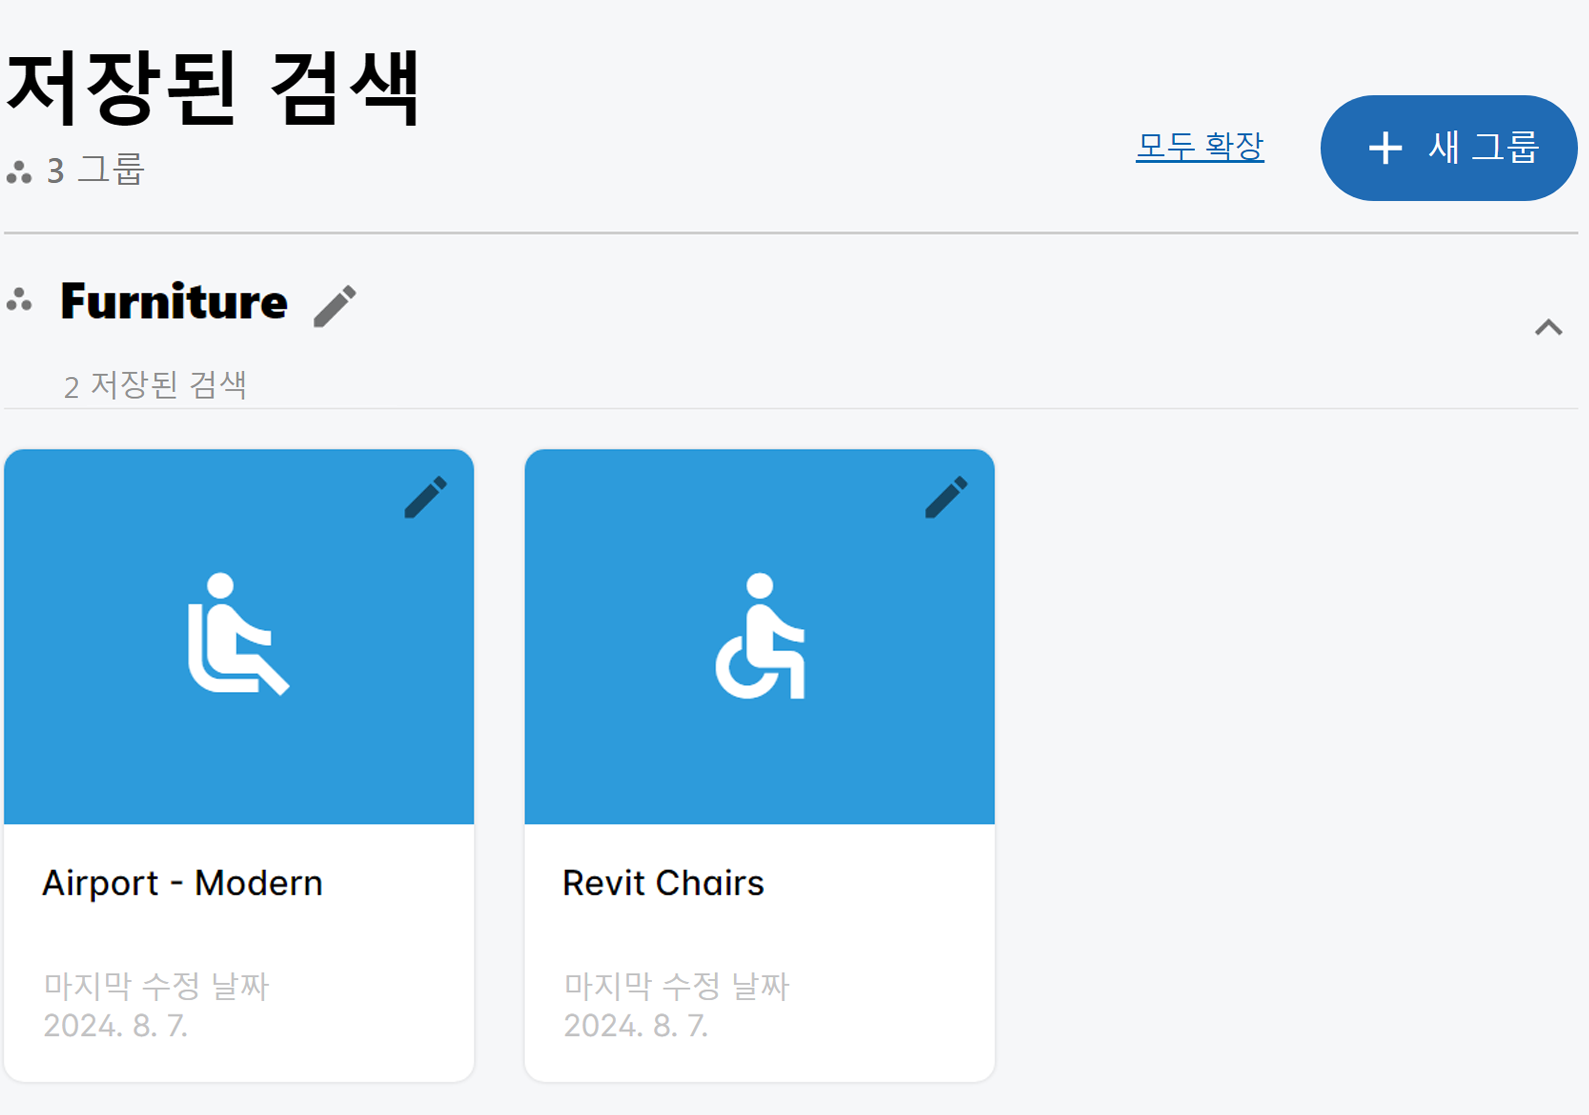 저장된 검색
3 그룹
모두 확장
새 그룹
Furniture
2 저장된 검색
Airport - Modern
마지막 수정 날짜
2024. 8. 7.
Revit Chairs
마지막 수정 날짜
2024. 8. 7.